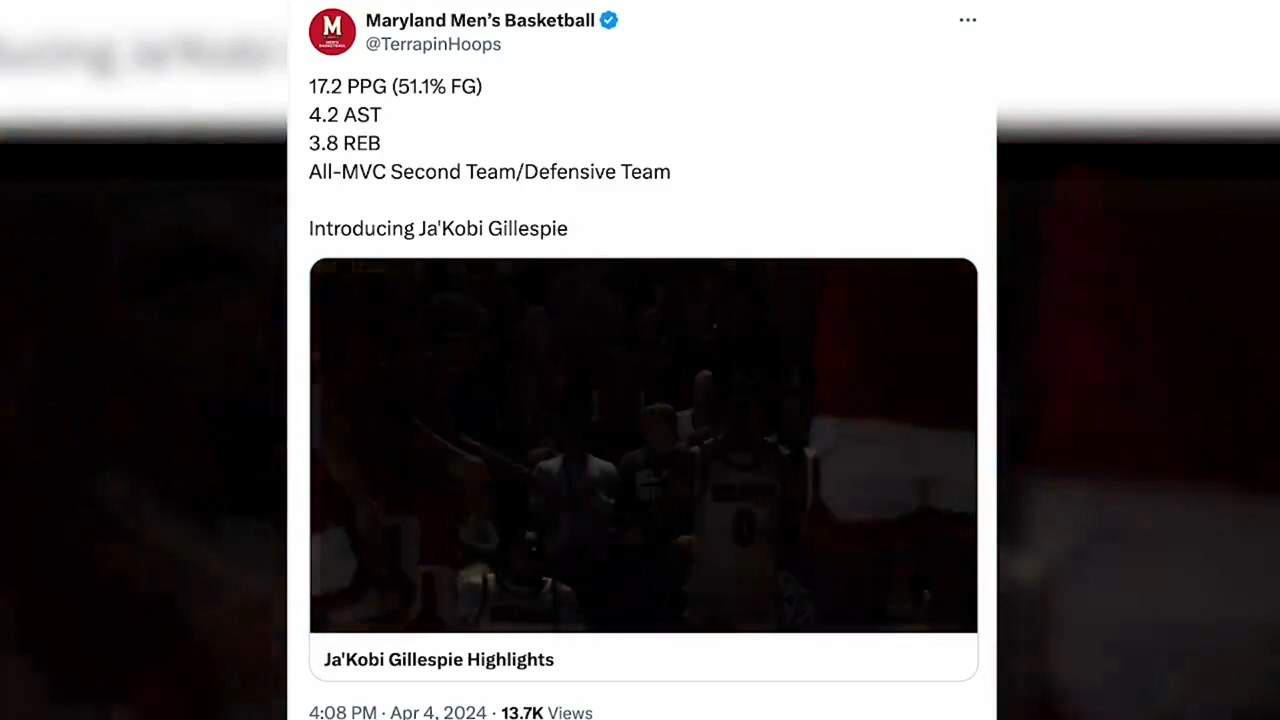 Maryland Men's Basketball
@TerrapinHoops
17.2 PPG (51.1% FG)
4.2 AST
3.8 REB
All-MVC Second Team/Defensive Team
Introducing Ja'Kobi Gillespie
0
Ja'Kobi Gillespie Highlights
4:08 PM · Apr 4, 2024 · 13.7K Views